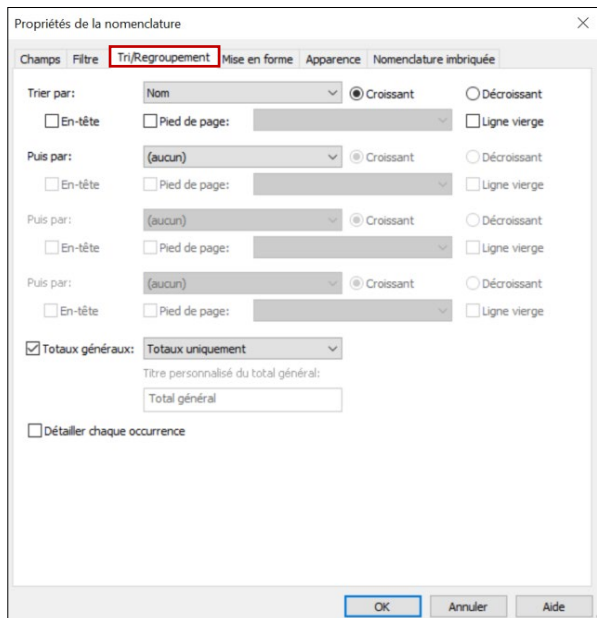 Propriétés de la nomenclature
Champs Filtre Tri/Regroupement Mise en forme Apparence Nomenclature imbriquée
Trier par: Nom Croissant Décroissant
En-tête Pied de page: Ligne vierge
Puis par: (aucun) Croissant Décroissant
En-tête Pied de page: Ligne vierge
Puis par: (aucun) Croissant Décroissant
En-tête Pied de page: Ligne vierge
Puis par: (aucun) Croissant Décroissant
En-tête Pied de page: Ligne vierge
Totaux généraux: Totaux uniquement
Titre personnalisé du total général:
Total général
Détailler chaque occurrence
OK Annuler Aide